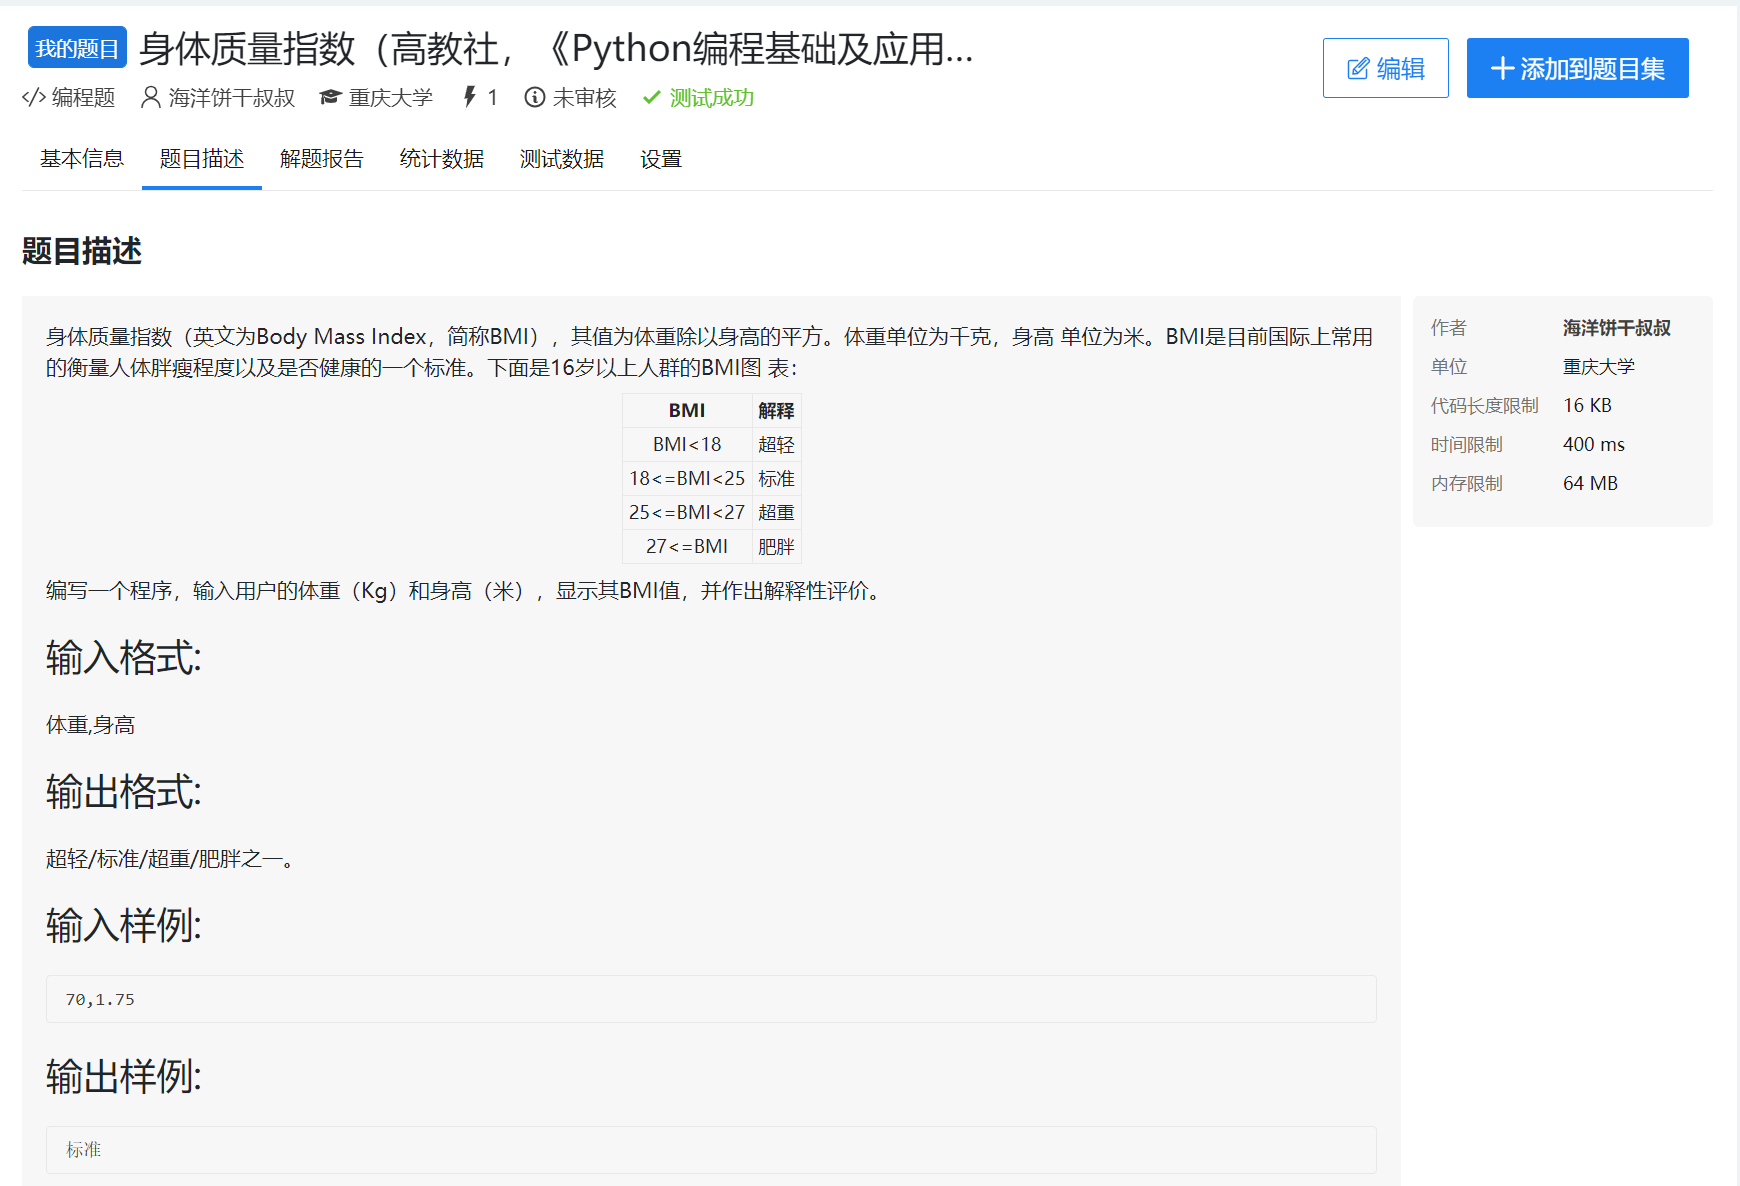 我的题目 身体质量指数（高教社，《Python编程基础及应用...
编辑
添加到题目集
编程题 海洋饼干叔叔 重庆大学 1 未审核 测试成功
基本信息 题目描述 解题报告 统计数据 测试数据 设置
题目描述
身体质量指数（英文为Body Mass Index，简称BMI），其值为体重除以身高的平方。体重单位为千克，身高 单位为米。BMI是目前国际上常用
的衡量人体胖瘦程度以及是否健康的一个标准。下面是16岁以上人群的BMI图 表：
BMI 解释
BMI<18 超轻
18<=BMI<25 标准
25<=BMI<27 超重
27<=BMI 肥胖
编写一个程序，输入用户的体重（Kg）和身高（米），显示其BMI值，并作出解释性评价。
输入格式:
体重,身高
输出格式:
超轻/标准/超重/肥胖之一。
输入样例:
70,1.75
输出样例:
标准
作者 海洋饼干叔叔
单位 重庆大学
代码长度限制 16 KB
时间限制 400 ms
内存限制 64 MB